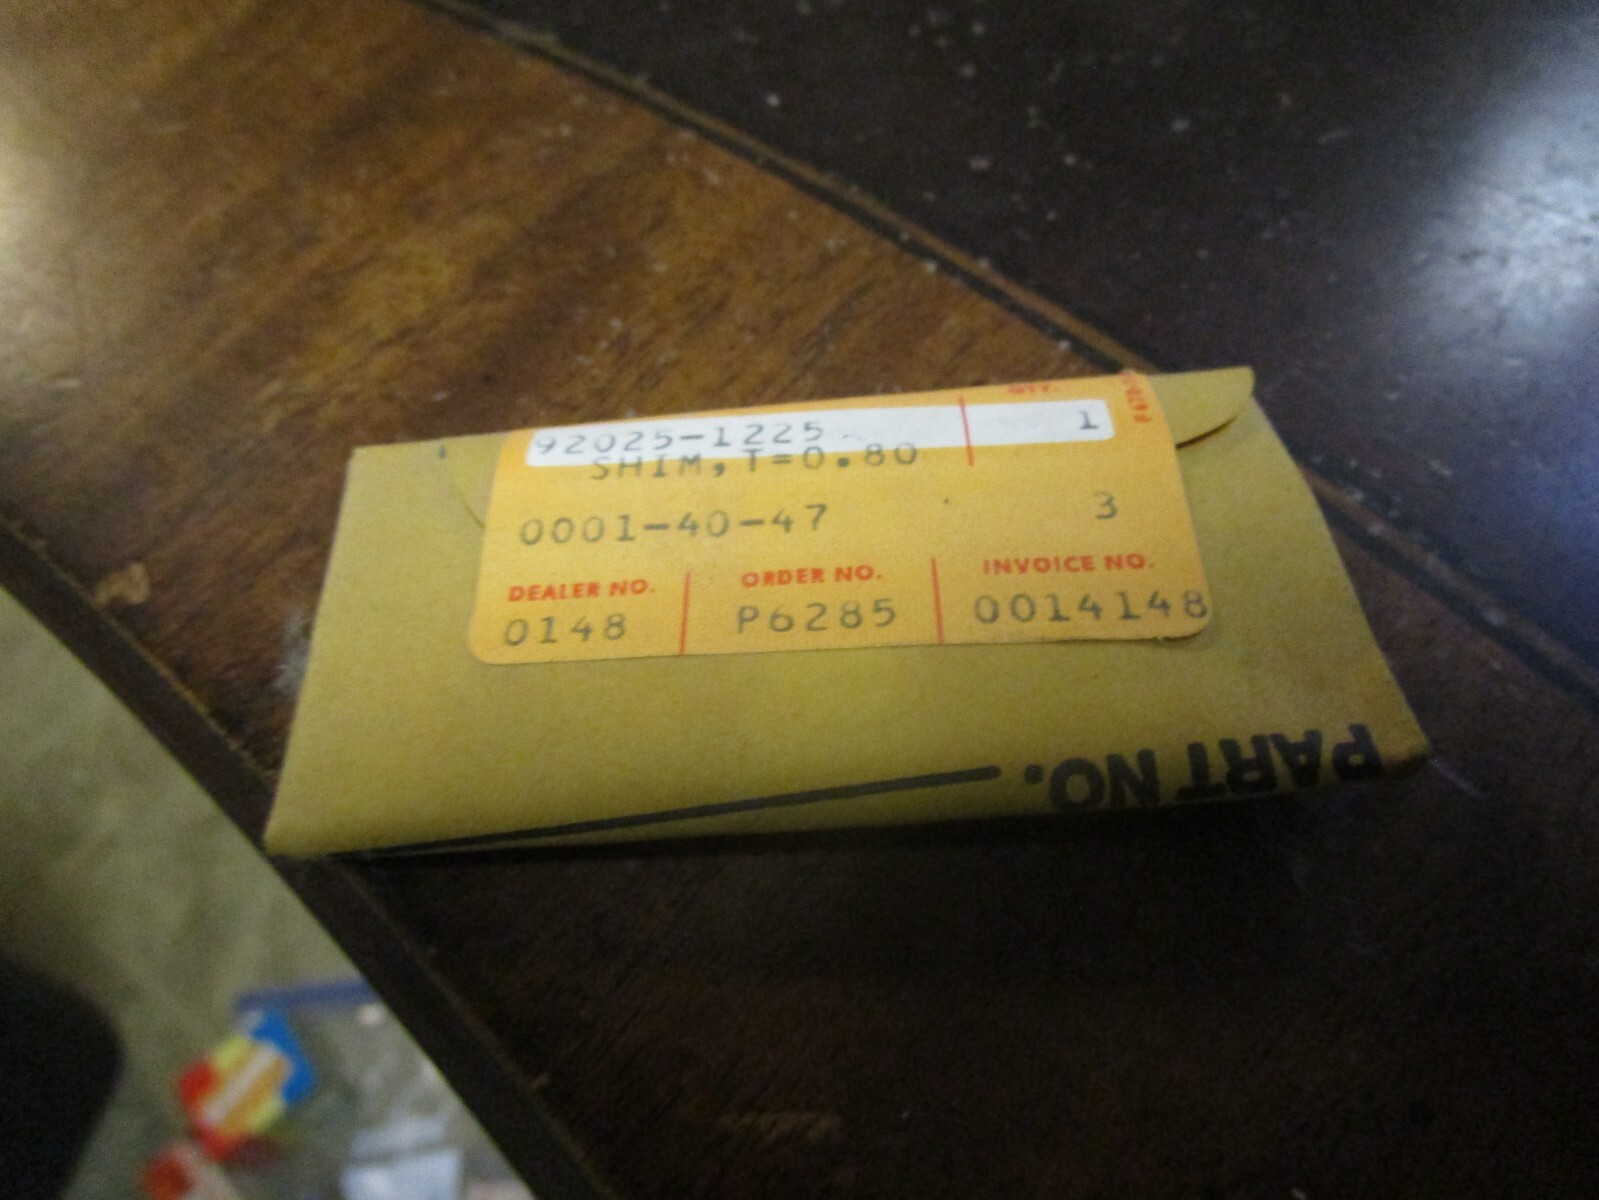 QTY.
92025-1225 1
SHIM, T=0.80
0001-40-47 3
DEALER NO. ORDER NO. INVOICE NO.
0148 P6285 0014148
PART NO.